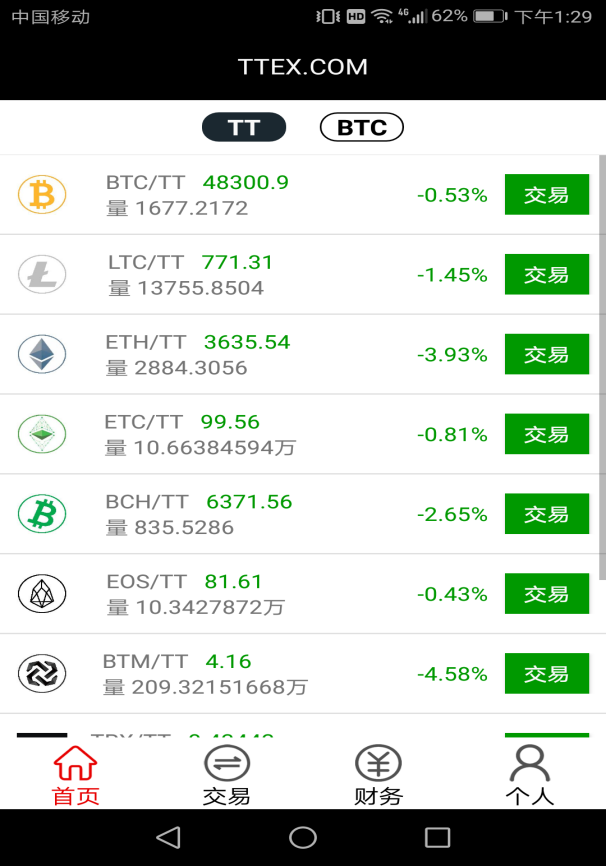 中国移动 HD 4G 62% 下午1:29
TTEX.COM
TT BTC
BTC/TT 48300.9
量 1677.2172
-0.53% 交易
LTC/TT 771.31
量 13755.8504
-1.45% 交易
ETH/TT 3635.54
量 2884.3056
-3.93% 交易
ETC/TT 99.56
量 10.66384594万
-0.81% 交易
BCH/TT 6371.56
量 835.5286
-2.65% 交易
EOS/TT 81.61
量 10.3427872万
-0.43% 交易
BTM/TT 4.16
量 209.32151668万
-4.58% 交易
首页 交易 财务 个人